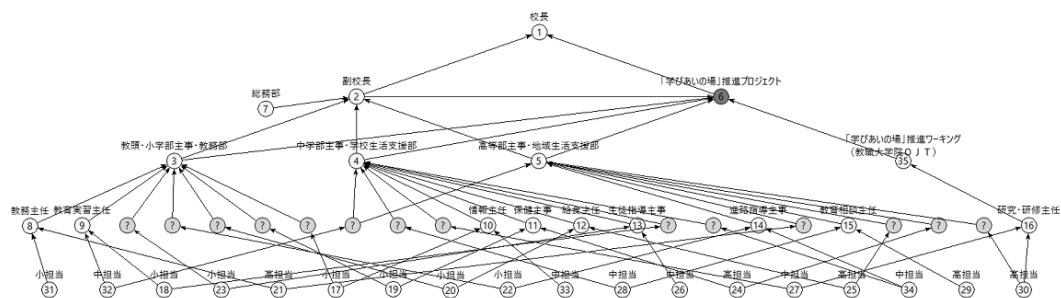 校長
1
「学びあいの場」推進プロジェクト
副校長
総務部
2
6
7
教頭・小学部主事・教務部
中学部主事・学校生活支援部
高等部主事・地域生活支援部
「学びあいの場」推進ワーキング
（教職大学院ＯＪＴ）
3
4
5
35
教務主任
教育実習主任
情報主任
保健主事
給食主任
生徒指導主事
進路指導主事
教育相談主任
研究・研修主任
8
9
?
?
?
?
?
?
?
?
10
11
12
13
?
14
?
15
?
?
?
16
小担当
中担当
小担当
小担当
高担当
小担当
小担当
小担当
小担当
中担当
中担当
中担当
高担当
中担当
高担当
中担当
高担当
高担当
31
32
18
23
21
17
19
20
22
33
28
26
24
27
25
34
29
30